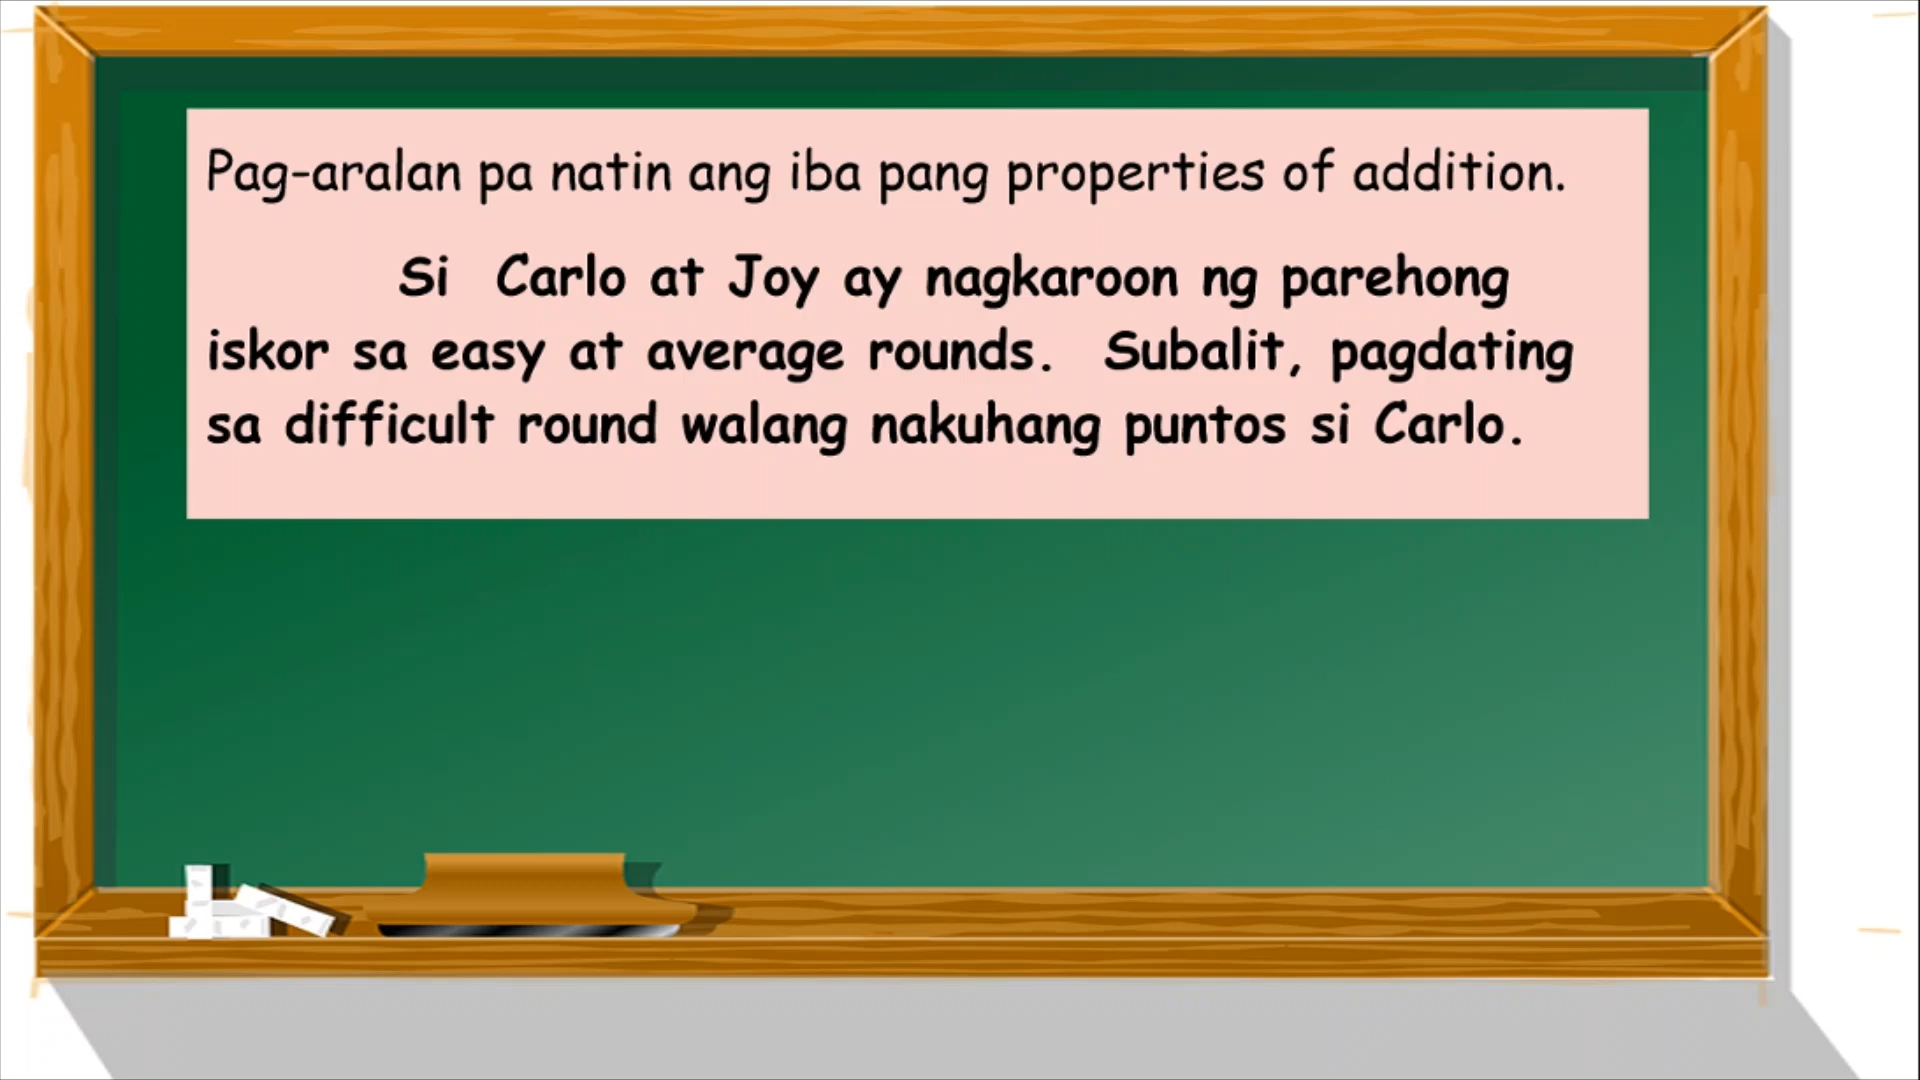 Pag-aralan pa natin ang iba pang properties of addition.
Si Carlo at Joy ay nagkaroon ng parehong
iskor sa easy at average rounds. Subalit, pagdating
sa difficult round walang nakuhang puntos si Carlo.